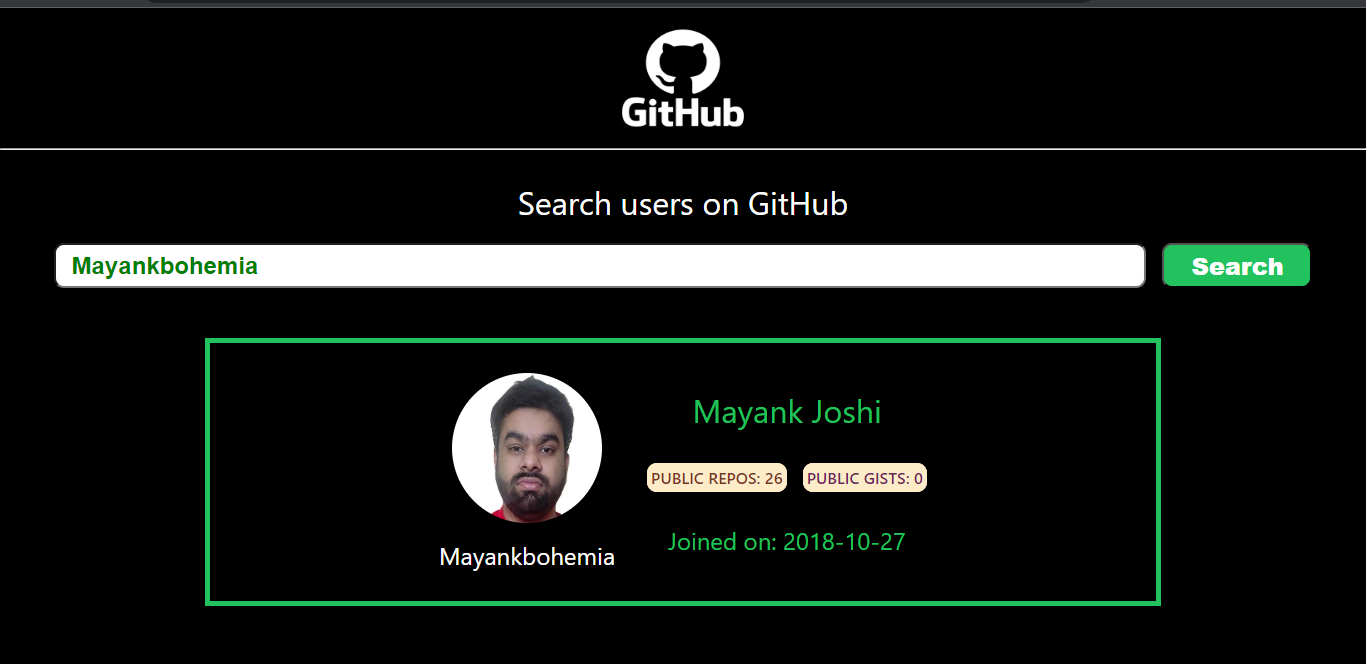 GitHub
Search users on GitHub
Mayankbohemia
Search
Mayank Joshi
PUBLIC REPOS: 26
PUBLIC GISTS: 0
Joined on: 2018-10-27
Mayankbohemia